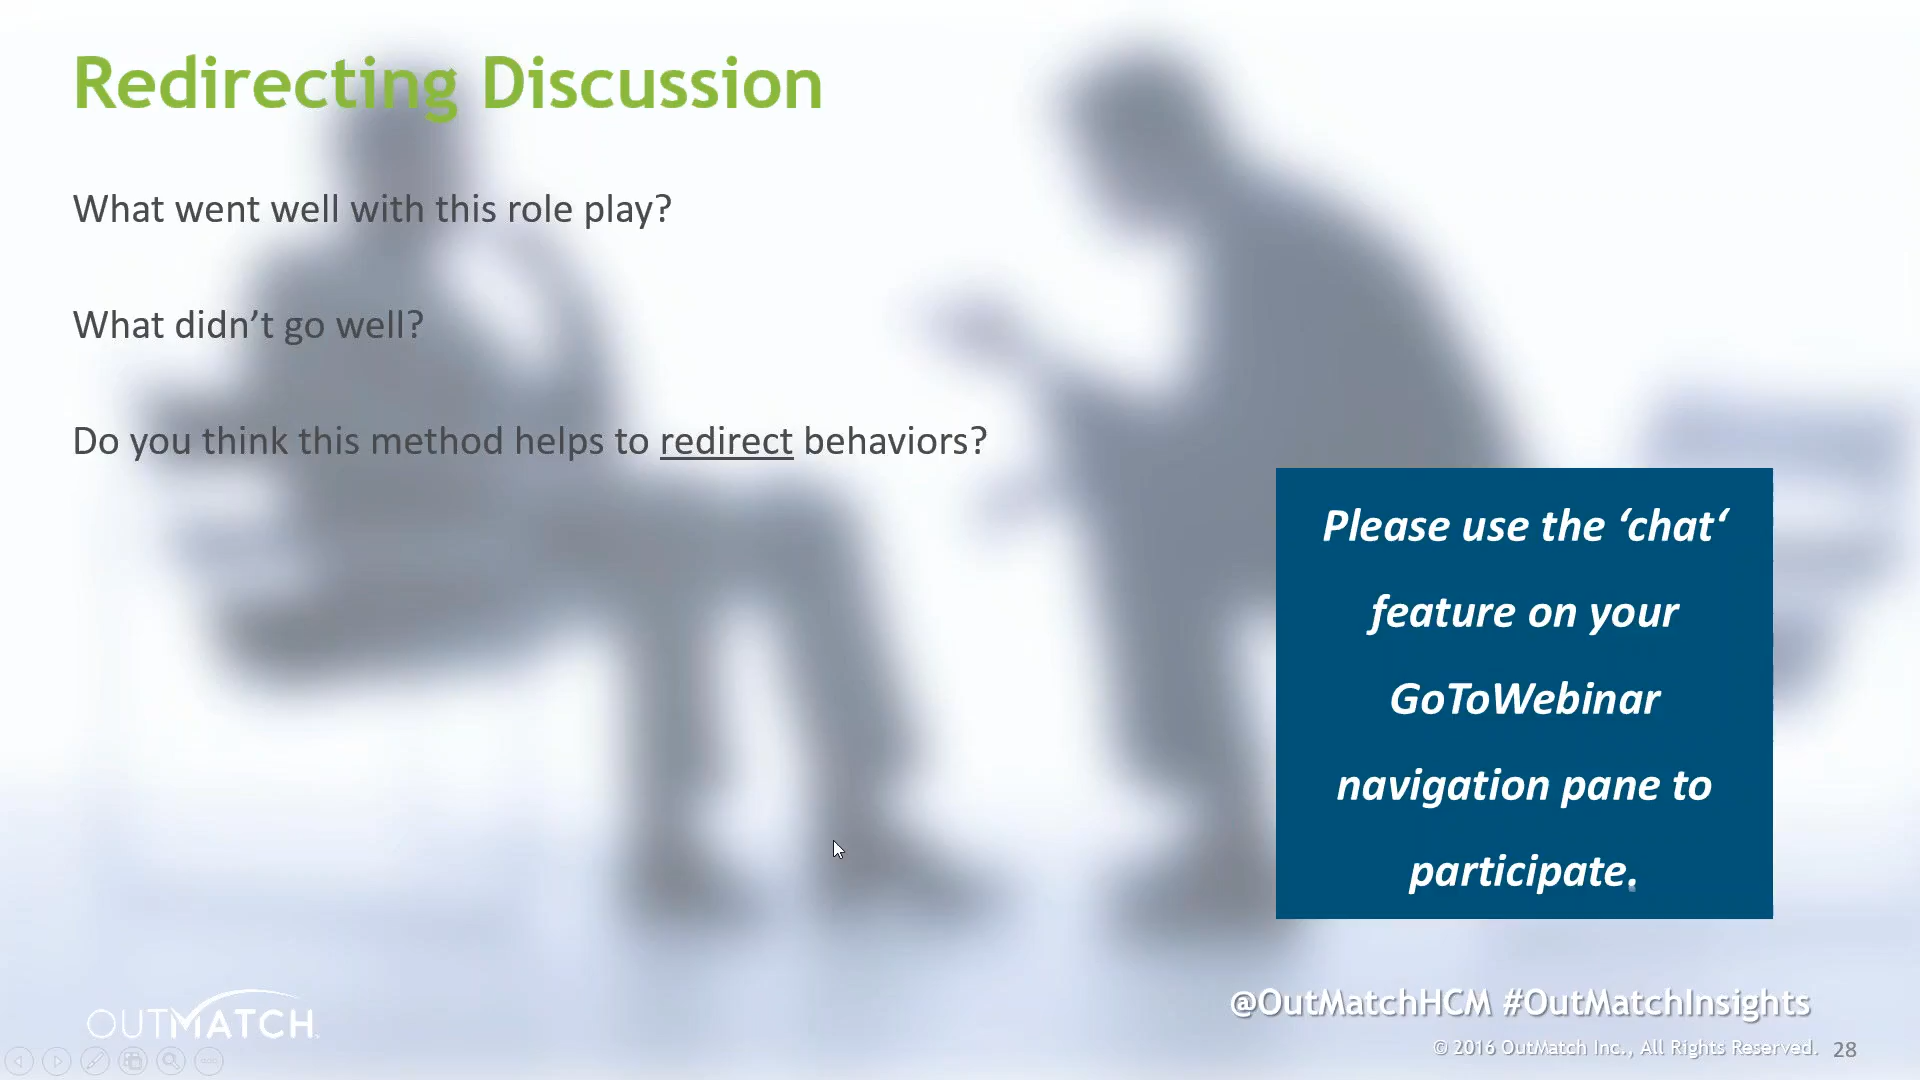 Redirecting Discussion
What went well with this role play?
What didn’t go well?
Do you think this method helps to redirect behaviors?
Please use the ‘chat‘
feature on your
GoToWebinar
navigation pane to
participate.
OUTMATCH
@OutMatchHCM #OutMatchInsights
© 2016 OutMatch Inc., All Rights Reserved. 28